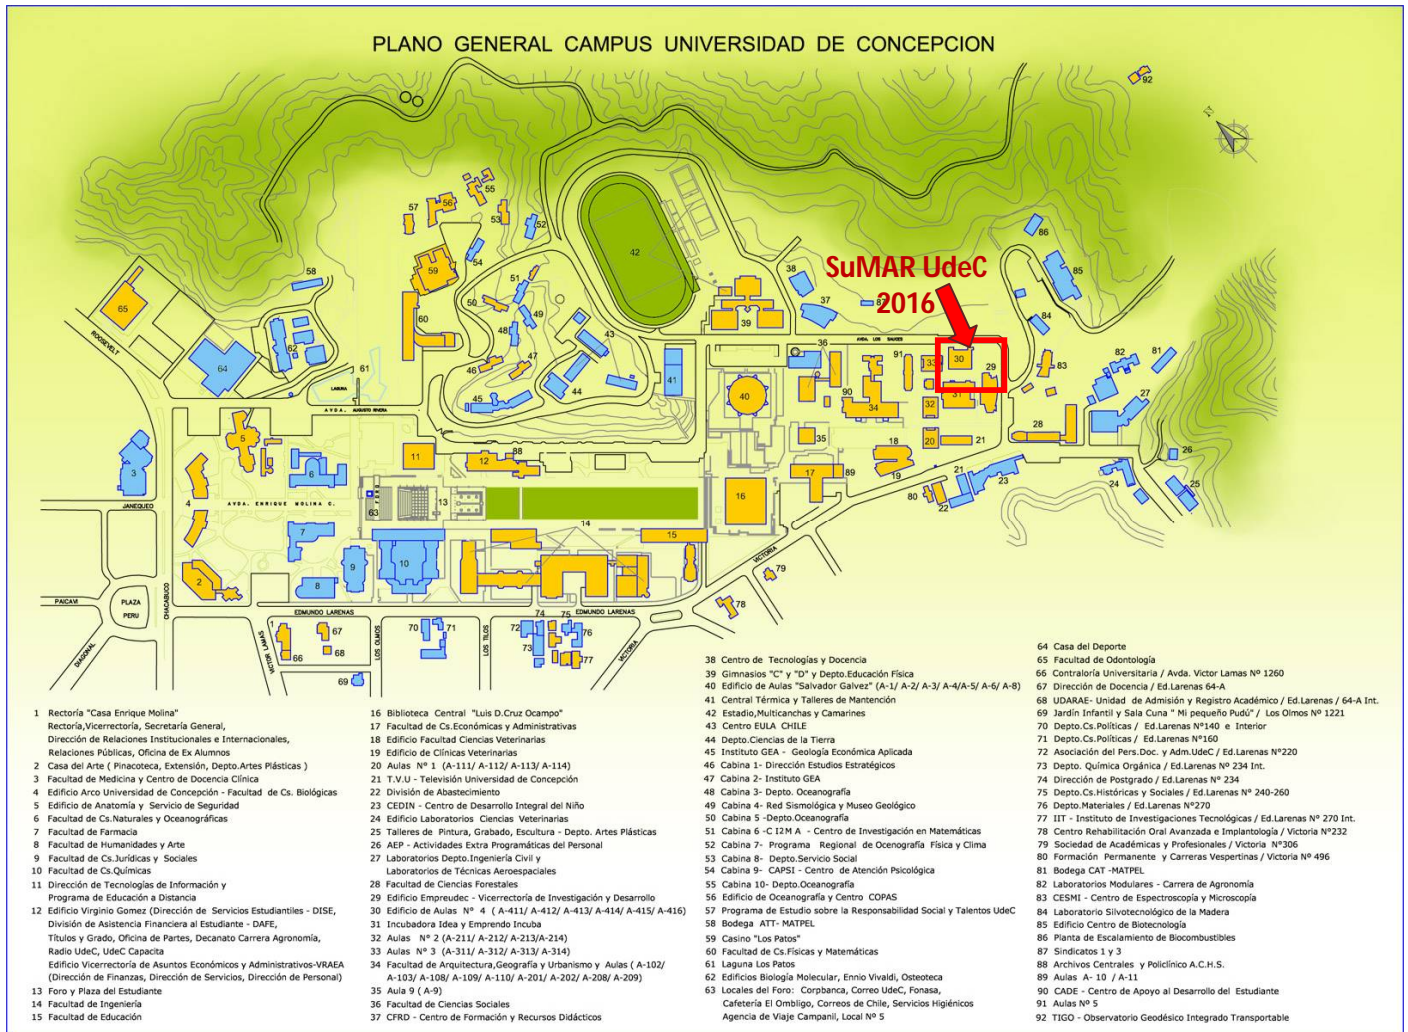 PLANO GENERAL CAMPUS UNIVERSIDAD DE CONCEPCION
SuMAR UdeC
2016
N
ROOSEVELT
JANEQUEO
PAICAVI
PLAZA
PERU
DIAGONAL
CHACABUCO
VICTOR LAMAS
LOS OLMOS
LOS TILOS
EDMUNDO LARENAS
EDMUNDO LARENAS
VICTORIA
VICTORIA
AVDA. ENRIQUE MOLINA C.
AVDA. AUGUSTO RIVERA
LAGUNA
AVDA. LOS SAUCES
1 Rectoría "Casa Enrique Molina"
Rectoría,Vicerrectoría, Secretaría General,
Dirección de Relaciones Institucionales e Internacionales,
Relaciones Públicas, Oficina de Ex Alumnos
2 Casa del Arte ( Pinacoteca, Extensión, Depto.Artes Plásticas )
3 Facultad de Medicina y Centro de Docencia Clínica
4 Edificio Arco Universidad de Concepción - Facultad de Cs. Biológicas
5 Edificio de Anatomía y Servicio de Seguridad
6 Facultad de Cs.Naturales y Oceanográficas
7 Facultad de Farmacia
8 Facultad de Humanidades y Arte
9 Facultad de Cs.Jurídicas y Sociales
10 Facultad de Cs.Químicas
11 Dirección de Tecnologías de Información y
Programa de Educación a Distancia
12 Edificio Virginio Gomez (Dirección de Servicios Estudiantiles - DISE,
División de Asistencia Financiera al Estudiante - DAFE,
Títulos y Grado, Oficina de Partes, Decanato Carrera Agronomía,
Radio UdeC, UdeC Capacita
Edificio Vicerrectoría de Asuntos Económicos y Administrativos-VRAEA
(Dirección de Finanzas, Dirección de Servicios, Dirección de Personal)
13 Foro y Plaza del Estudiante
14 Facultad de Ingeniería
15 Facultad de Educación
16 Biblioteca Central "Luis D.Cruz Ocampo"
17 Facultad de Cs.Económicas y Administrativas
18 Edificio Facultad Ciencias Veterinarias
19 Edificio de Clínicas Veterinarias
20 Aulas Nº 1 (A-111/ A-112/ A-113/ A-114)
21 T.V.U - Televisión Universidad de Concepción
22 División de Abastecimiento
23 CEDIN - Centro de Desarrollo Integral del Niño
24 Edificio Laboratorios Ciencias Veterinarias
25 Talleres de Pintura, Grabado, Escultura - Depto. Artes Plásticas
26 AEP - Actividades Extra Programáticas del Personal
27 Laboratorios Depto.Ingeniería Civil y
Laboratorios de Técnicas Aeroespaciales
28 Facultad de Ciencias Forestales
29 Edificio Empreudec - Vicerrectoría de Investigación y Desarrollo
30 Edificio de Aulas Nº 4 ( A-411/ A-412/ A-413/ A-414/ A-415/ A-416)
31 Incubadora Idea y Emprendo Incuba
32 Aulas Nº 2 (A-211/ A-212/ A-213/A-214)
33 Aulas Nº 3 (A-311/ A-312/ A-313/ A-314)
34 Facultad de Arquitectura,Geografía y Urbanismo y Aulas ( A-102/
A-103/ A-108/ A-109/ A-110/ A-201/ A-202/ A-208/ A-209)
35 Aula 9 ( A-9)
36 Facultad de Ciencias Sociales
37 CFRD - Centro de Formación y Recursos Didácticos
38 Centro de Tecnologías y Docencia
39 Gimnasios "C" y "D" y Depto.Educación Física
40 Edificio de Aulas "Salvador Galvez" (A-1/ A-2/ A-3/ A-4/A-5/ A-6/ A-8)
41 Central Térmica y Talleres de Mantención
42 Estadio,Multicanchas y Camarines
43 Centro EULA CHILE
44 Depto.Ciencias de la Tierra
45 Instituto GEA - Geología Económica Aplicada
46 Cabina 1- Dirección Estudios Estratégicos
47 Cabina 2- Instituto GEA
48 Cabina 3- Depto. Oceonografía
49 Cabina 4- Red Sismológica y Museo Geológico
50 Cabina 5 -Depto.Oceonografía
51 Cabina 6 -C I2M A - Centro de Investigación en Matemáticas
52 Cabina 7- Programa Regional de Ocenografía Física y Clima
53 Cabina 8- Depto.Servicio Social
54 Cabina 9- CAPSI - Centro de Atención Psicológica
55 Cabina 10- Depto.Oceanografía
56 Edificio de Oceanografía y Centro COPAS
57 Programa de Estudio sobre la Responsabilidad Social y Talentos UdeC
58 Bodega ATT- MATPEL
59 Casino "Los Patos"
60 Facultad de Cs.Físicas y Matemáticas
61 Laguna Los Patos
62 Edificios Biología Molecular, Ennio Vivaldi, Osteoteca
63 Locales del Foro: Corpbanca, Correo UdeC, Fonasa,
Cafetería El Ombligo, Correos de Chile, Servicios Higiénicos
Agencia de Viaje Campanil, Local Nº 5
64 Casa del Deporte
65 Facultad de Odontología
66 Contraloría Universitaria / Avda. Victor Lamas Nº 1260
67 Dirección de Docencia / Ed.Larenas 64-A
68 UDARAE- Unidad de Admisión y Registro Académico / Ed.Larenas / 64-A Int.
69 Jardín Infantil y Sala Cuna " Mi pequeño Pudú" / Los Olmos Nº 1221
70 Depto.Cs.Políticas / Ed.Larenas Nº140 e Interior
71 Depto.Cs.Políticas / Ed.Larenas Nº160
72 Asociación del Pers.Doc. y Adm.UdeC / Ed.Larenas Nº220
73 Depto. Química Orgánica / Ed.Larenas Nº 234 Int.
74 Dirección de Postgrado / Ed.Larenas Nº 234
75 Depto.Cs.Históricas y Sociales / Ed.Larenas Nº 240-260
76 Depto.Materiales / Ed.Larenas Nº270
77 IIT - Instituto de Investigaciones Tecnológicas / Ed.Larenas Nº 270 Int.
78 Centro Rehabilitación Oral Avanzada e Implantología / Victoria Nº232
79 Sociedad de Académicas y Profesionales / Victoria Nº306
80 Formación Permanente y Carreras Vespertinas / Victoria Nº 496
81 Bodega CAT -MATPEL
82 Laboratorios Modulares - Carrera de Agronomía
83 CESMI - Centro de Espectroscopía y Microscopía
84 Laboratorio Silvotecnológico de la Madera
85 Edificio Centro de Biotecnología
86 Planta de Escalamiento de Biocombustibles
87 Sindicatos 1 y 3
88 Archivos Centrales y Policlínico A.C.H.S.
89 Aulas A- 10 / A-11
90 CADE - Centro de Apoyo al Desarrollo del Estudiante
91 Aulas Nº 5
92 TIGO - Observatorio Geodésico Integrado Transportable